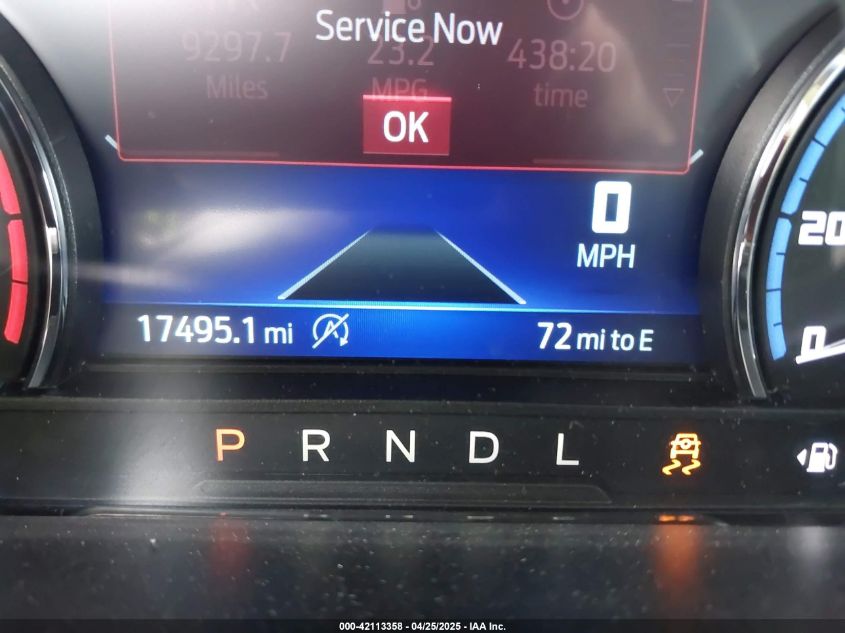 Service Now
9297.7 23.2 438:20
Miles MPG time
OK
0
MPH
20
0
17495.1 mi A 72 mi to E
P R N D L
000-42113358 - 04/25/2025 - IAA Inc.